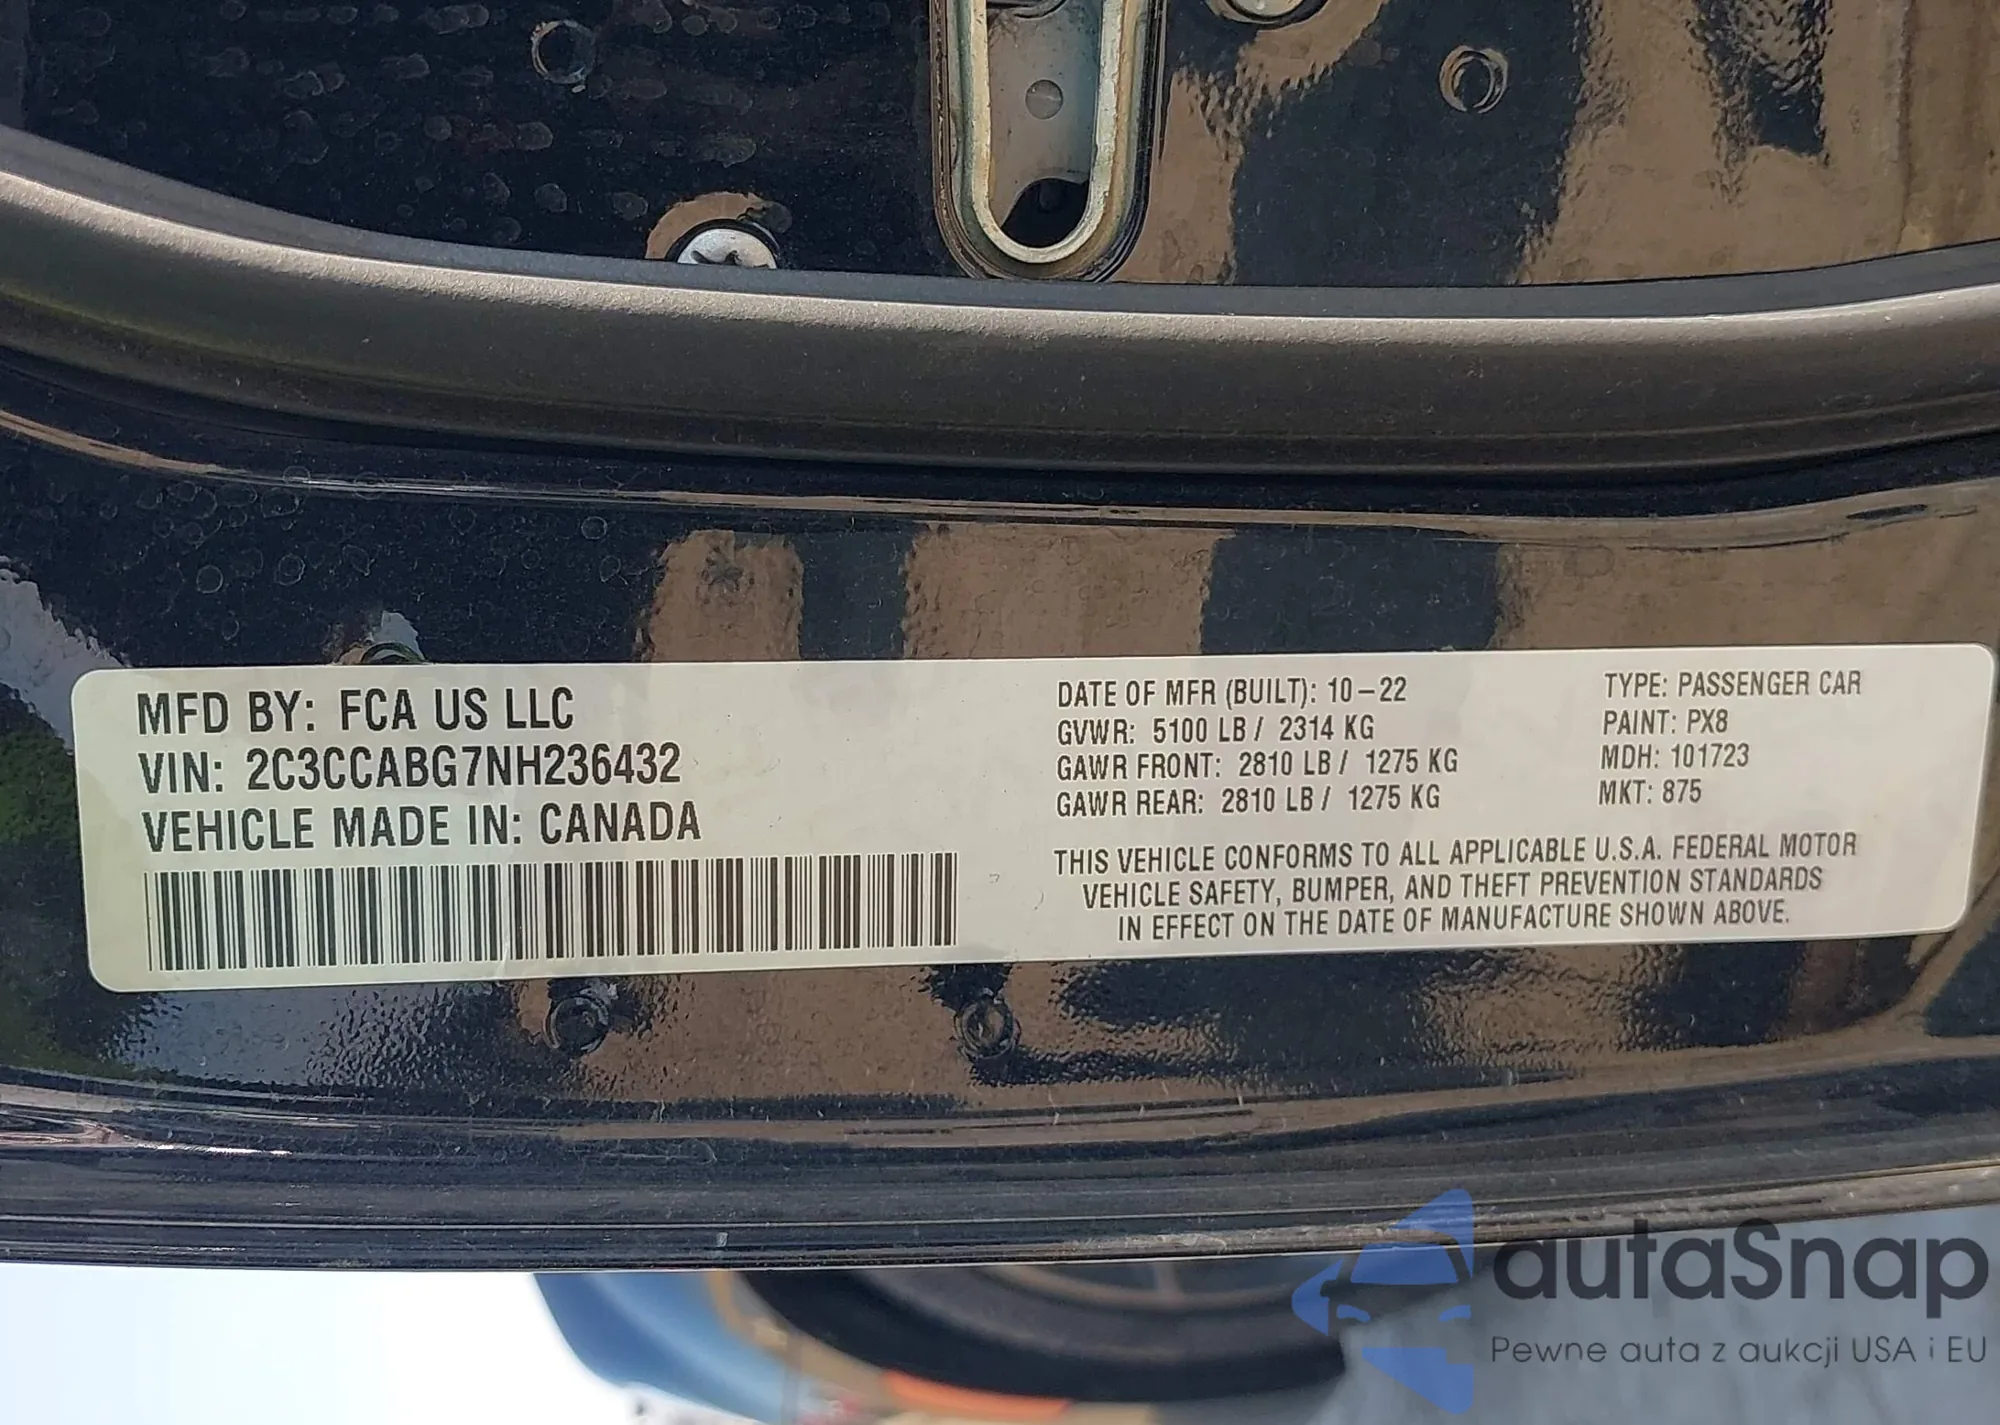 MFD BY: FCA US LLC
VIN: 2C3CCABG7NH236432
VEHICLE MADE IN: CANADA
DATE OF MFR (BUILT): 10-22
GVWR: 5100 LB / 2314 KG
GAWR FRONT: 2810 LB / 1275 KG
GAWR REAR: 2810 LB / 1275 KG
TYPE: PASSENGER CAR
PAINT: PX8
MDH: 101723
MKT: 875
THIS VEHICLE CONFORMS TO ALL APPLICABLE U.S.A. FEDERAL MOTOR
VEHICLE SAFETY, BUMPER, AND THEFT PREVENTION STANDARDS
IN EFFECT ON THE DATE OF MANUFACTURE SHOWN ABOVE.
autaSnap
Pewne auta z aukcji USA i EU